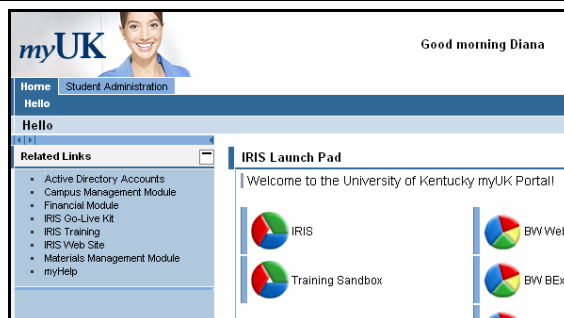 myUK
Good morning Diana
Home
Student Administration
Hello
Hello
Related Links
Active Directory Accounts
Campus Management Module
Financial Module
IRIS Go-Live Kit
IRIS Training
IRIS Web Site
Materials Management Module
myHelp
IRIS Launch Pad
Welcome to the University of Kentucky myUK Portal!
IRIS
BW Web
Training Sandbox
BW BEx